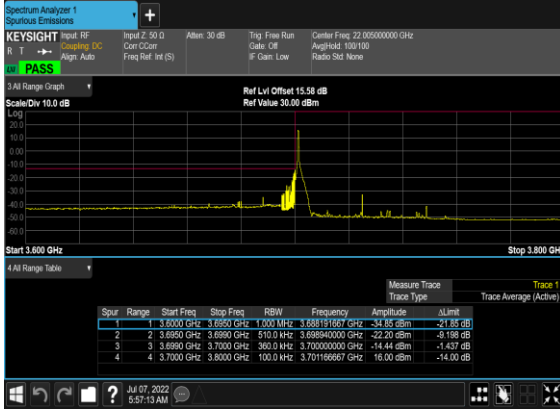 Spectrum Analyzer 1
Spurious Emissions
+
KEYSIGHT Input: RF Input Z: 50 Ω Atten: 30 dB Trig: Free Run Center Freq: 22.005000000 GHz
R T Coupling: DC Corr CCorr Gate: Off Avg|Hold: 100/100
Align: Auto Freq Ref: Int (S) IF Gain: Low Radio Std: None
PASS
3 All Range Graph
Ref Lvl Offset 15.58 dB
Scale/Div 10.0 dB Ref Value 30.00 dBm
Log
20.0
10.0
0.00
-10.0
-20.0
-30.0
-40.0
-50.0
-60.0
Start 3.600 GHz Stop 3.800 GH
4 All Range Table
Measure Trace Trace 1
Trace Type Trace Average (Active)
Spur Range Start Freq Stop Freq RBW Frequency Amplitude ΔLimit
1 1 3.6000 GHz 3.6950 GHz 1.000 MHz 3.688191667 GHz -34.85 dBm -21.85 dB
2 2 3.6950 GHz 3.6990 GHz 510.0 kHz 3.698940000 GHz -22.20 dBm -9.198 dB
3 3 3.6990 GHz 3.7000 GHz 360.0 kHz 3.700000000 GHz -14.44 dBm -1.437 dB
4 4 3.7000 GHz 3.8000 GHz 100.0 kHz 3.701166667 GHz 16.00 dBm -14.00 dB
?
Jul 07, 2022
5:57:13 AM